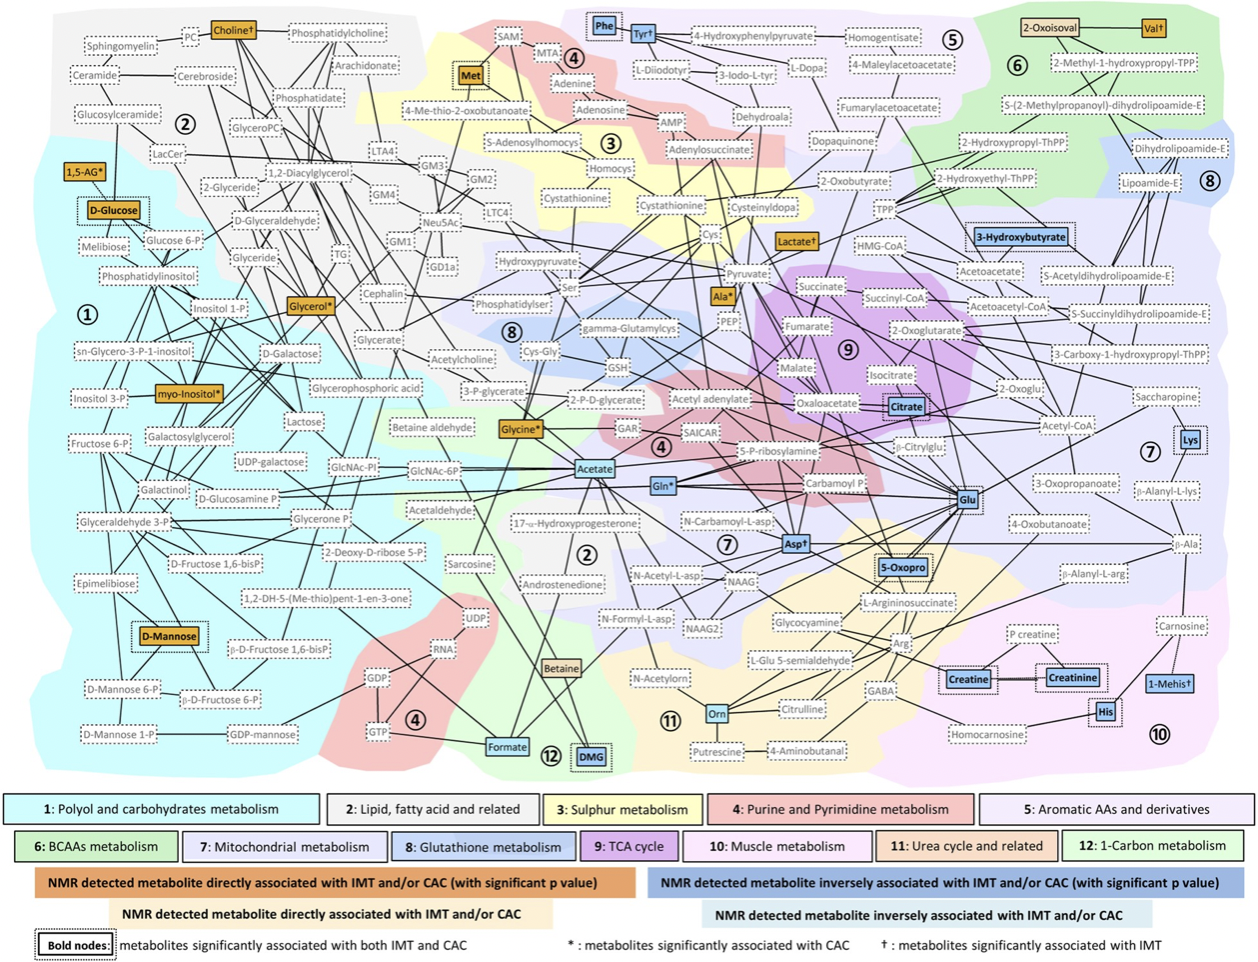 Choline†
PC
Sphingomyelin
Phosphatidylcholine
Arachidonate
Ceramide
Cerebroside
Phosphatidate
Glucosylceramide
GlyceroPC
②
LacCer
LTA4
GM3
GM2
1,2-Diacylglycerol
2-Glyceride
GM4
LTC4
Neu5Ac
D-Glyceraldehyde
GM1
GD1a
TG
Glyceride
Cephalin
Glycerate
Acetylcholine
3-P-glycerate
2-P-D-glycerate
Phe
Tyr†
4-Hydroxyphenylpyruvate
Homogentisate
⑤
4-Maleylacetoacetate
L-Diiodotyr
3-Iodo-L-tyr
L-Dopa
Fumarylacetoacetate
Dehydroala
Dopaquinone
SAM
MTA
④
Met
Adenine
Adenosine
AMP
4-Me-thio-2-oxobutanoate
S-Adenosylhomocys
Adenylosuccinate
③
Homocys
Cystathionine
Cystathionine
Cysteinyldopa
Cys
2-Oxobutyrate
2-Oxoisoval
Val†
⑥
2-Methyl-1-hydroxypropyl-TPP
S-(2-Methylpropanoyl)-dihydrolipoamide-E
2-Hydroxypropyl-ThPP
2-Hydroxyethyl-ThPP
Dihydrolipoamide-E
Lipoamide-E
⑧
TPP
3-Hydroxybutyrate
HMG-CoA
Acetoacetate
S-Acetyldihydrolipoamide-E
Acetoacetyl-CoA
S-Succinyldihydrolipoamide-E
3-Carboxy-1-hydroxypropyl-ThPP
Lactate†
Pyruvate
Ala*
PEP
Hydroxypyruvate
Ser
Phosphatidylser
gamma-Glutamylcys
⑧
Cys-Gly
GSH
Succinate
Succinyl-CoA
Fumarate
2-Oxoglutarate
⑨
Malate
Isocitrate
Oxaloacetate
Citrate
2-Oxoglu
Acetyl-CoA
Saccharopine
Lys
⑦
β-Citrylglu
3-Oxopropanoate
β-Alanyl-L-lys
4-Oxobutanoate
β-Ala
β-Alanyl-L-arg
1,5-AG*
D-Glucose
Melibiose
Glucose 6-P
Phosphatidylinositol
①
Inositol 1-P
Glycerol*
sn-Glycero-3-P-1-inositol
D-Galactose
Inositol 3-P
myo-Inositol*
Glycerophosphoric acid
Lactose
Fructose 6-P
Galactosylglycerol
UDP-galactose
GlcNAc-PI
GlcNAc-6P
Galactinol
D-Glucosamine P
Glyceraldehyde 3-P
Glycerone P
D-Fructose 1,6-bisP
2-Deoxy-D-ribose 5-P
Epimelibiose
1,2-DH-5-(Me-thio)pent-1-en-3-one
D-Mannose
β-D-Fructose 1,6-bisP
D-Mannose 6-P
β-D-Fructose 6-P
D-Mannose 1-P
GDP-mannose
Betaine aldehyde
Glycine*
Acetate
Acetaldehyde
Sarcosine
Betaine
Formate
⑫
DMG
UDP
RNA
GDP
GTP
④
17-α-Hydroxyprogesterone
②
Androstenedione
Acetyl adenylate
GAR
SAICAR
④
5-P-ribosylamine
Gln*
Carbamoyl P
Glu
N-Carbamoyl-L-asp
⑦
Asp†
5-Oxopro
N-Acetyl-L-asp
NAAG
N-Formyl-L-asp
NAAG2
L-Argininosuccinate
Glycocyamine
Arg
L-Glu 5-semialdehyde
N-Acetylorn
GABA
⑪
Orn
Citrulline
Putrescine
4-Aminobutanal
P creatine
Creatine
Creatinine
Carnosine
1-Mehis†
His
Homocarnosine
⑩
1: Polyol and carbohydrates metabolism
2: Lipid, fatty acid and related
3: Sulphur metabolism
4: Purine and Pyrimidine metabolism
5: Aromatic AAs and derivatives
6: BCAAs metabolism
7: Mitochondrial metabolism
8: Glutathione metabolism
9: TCA cycle
10: Muscle metabolism
11: Urea cycle and related
12: 1-Carbon metabolism
NMR detected metabolite directly associated with IMT and/or CAC (with significant p value)
NMR detected metabolite inversely associated with IMT and/or CAC (with significant p value)
NMR detected metabolite directly associated with IMT and/or CAC
NMR detected metabolite inversely associated with IMT and/or CAC
Bold nodes: metabolites significantly associated with both IMT and CAC
* : metabolites significantly associated with CAC
† : metabolites significantly associated with IMT